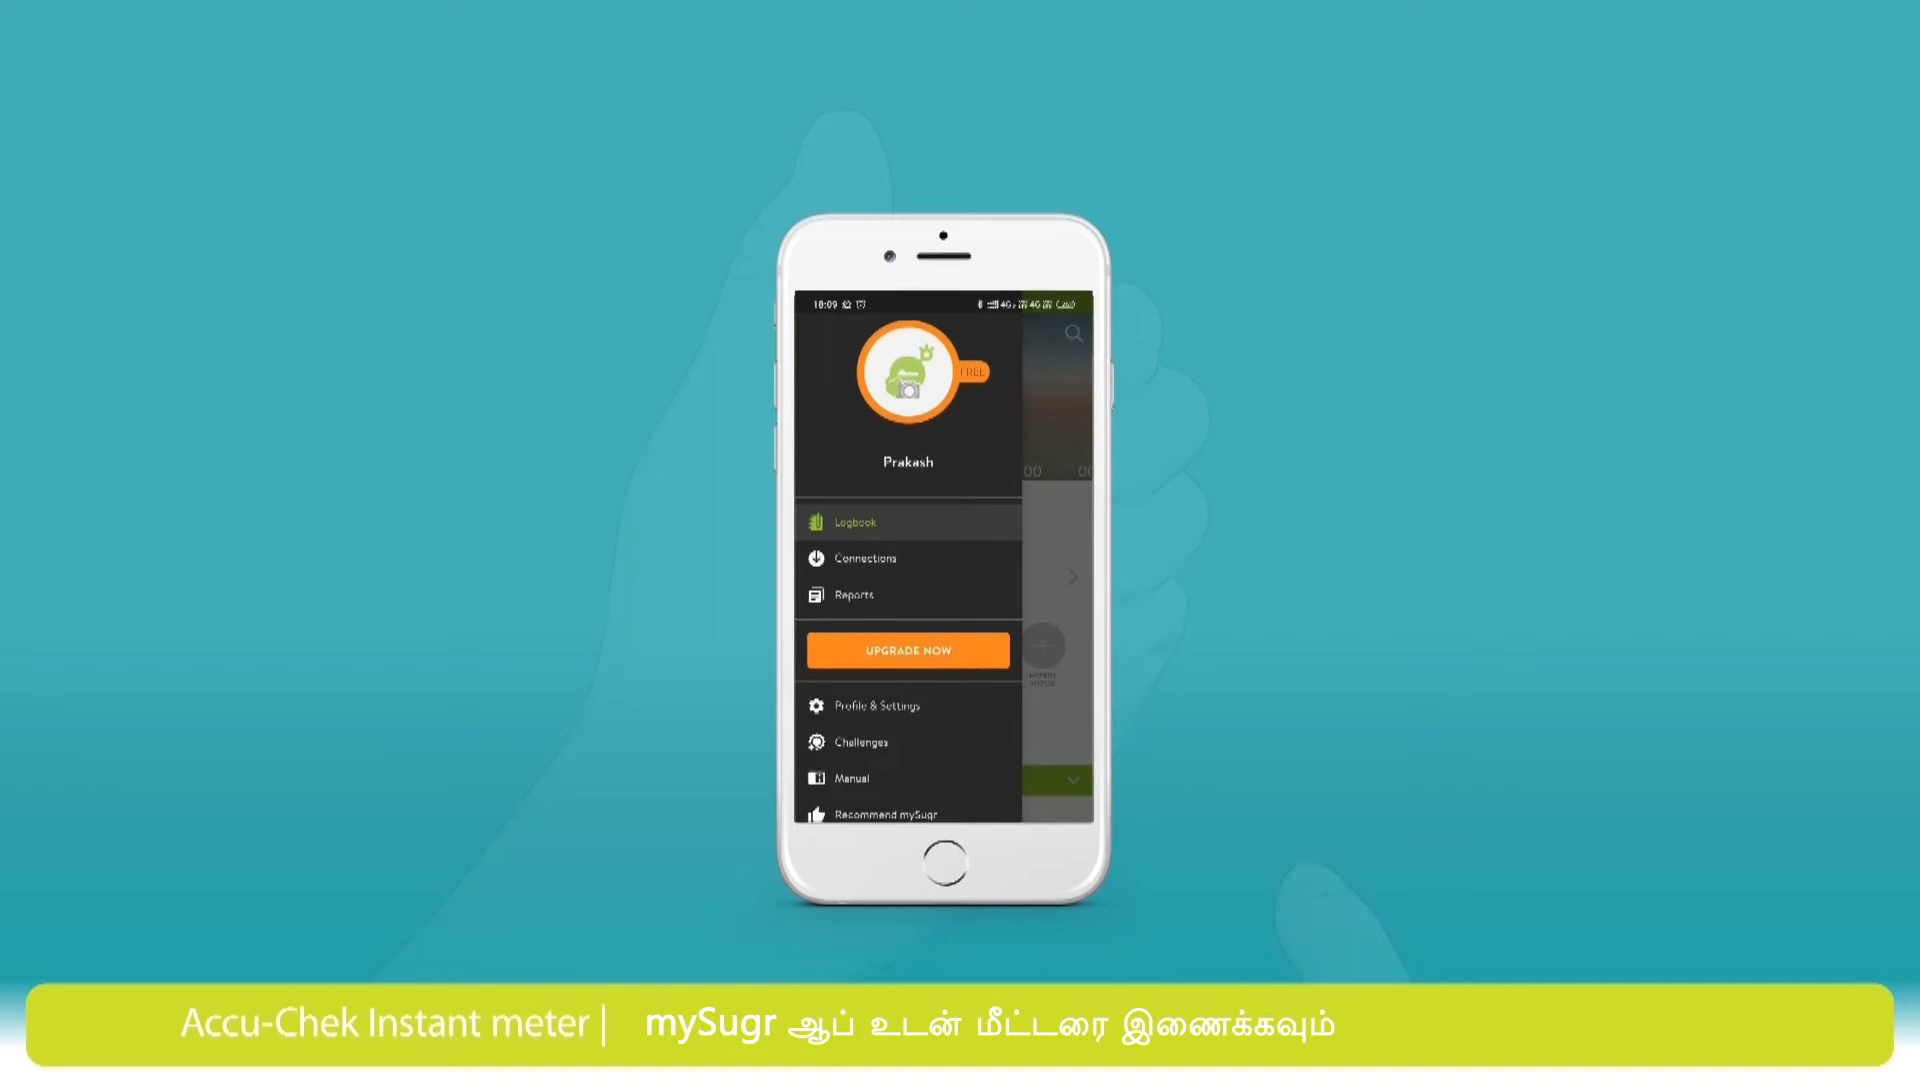 18:09
FREE
Prakash
00
Logbook
Connections
Reports
UPGRADE NOW
Profile & Settings
Challenges
Manual
Recommend mySugr
Accu-Chek Instant meter | mySugr ஆப் உடன் மீட்டரை இணைக்கவும்